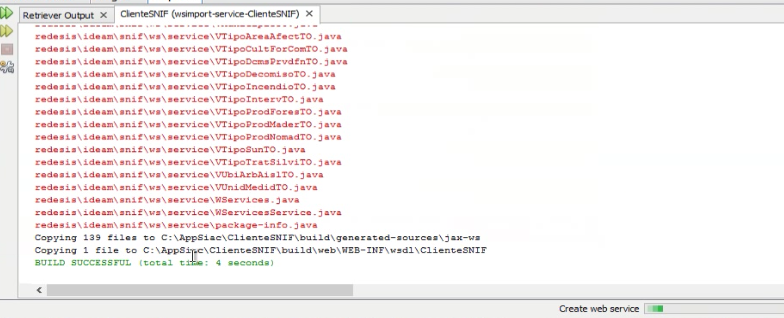 Retriever Output
ClienteSNIF (wsimport-service-ClienteSNIF)
redesis\ideam\snif\ws\service\VTipoAreaAfectTO.java
redesis\ideam\snif\ws\service\VTipoCultForComTO.java
redesis\ideam\snif\ws\service\VTipoDcmsPrvdfnTO.java
redesis\ideam\snif\ws\service\VTipoDecomisoTO.java
redesis\ideam\snif\ws\service\VTipoIncendioTO.java
redesis\ideam\snif\ws\service\VTipoIntervTO.java
redesis\ideam\snif\ws\service\VTipoProdForesTO.java
redesis\ideam\snif\ws\service\VTipoProdMaderTO.java
redesis\ideam\snif\ws\service\VTipoProdNomadTO.java
redesis\ideam\snif\ws\service\VTipoSunTO.java
redesis\ideam\snif\ws\service\VTipoTratSilviTO.java
redesis\ideam\snif\ws\service\VUbiArbAislTO.java
redesis\ideam\snif\ws\service\VUnidMedidTO.java
redesis\ideam\snif\ws\service\WServices.java
redesis\ideam\snif\ws\service\WServicesService.java
redesis\ideam\snif\ws\service\package-info.java
Copying 139 files to C:\AppSiac\ClienteSNIF\build\generated-sources\jax-ws
Copying 1 file to C:\AppSiac\ClienteSNIF\build\web\WEB-INF\wsdl\ClienteSNIF
BUILD SUCCESSFUL (total time: 4 seconds)
Create web service